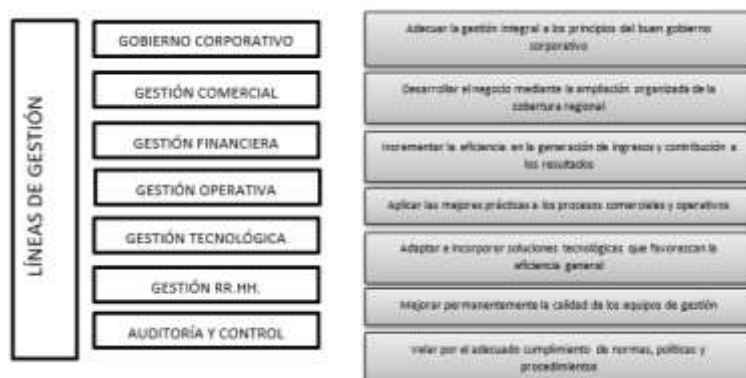 LÍNEAS DE GESTIÓN
GOBIERNO CORPORATIVO
Adecuar la gestión integral a los principios del buen gobierno
corporativo
GESTIÓN COMERCIAL
Desarrollar el negocio mediante la ampliación organizada de la
cobertura regional
GESTIÓN FINANCIERA
Incrementar la eficiencia en la generación de ingresos y contribución a
los resultados
GESTIÓN OPERATIVA
Aplicar las mejores prácticas a los procesos comerciales y operativos
GESTIÓN TECNOLÓGICA
Adaptar e incorporar soluciones tecnológicas que favorezcan la
eficiencia general
GESTIÓN RR.HH.
Mejorar permanentemente la calidad de los equipos de gestión
AUDITORÍA Y CONTROL
Velar por el adecuado cumplimiento de normas, políticas y
procedimientos